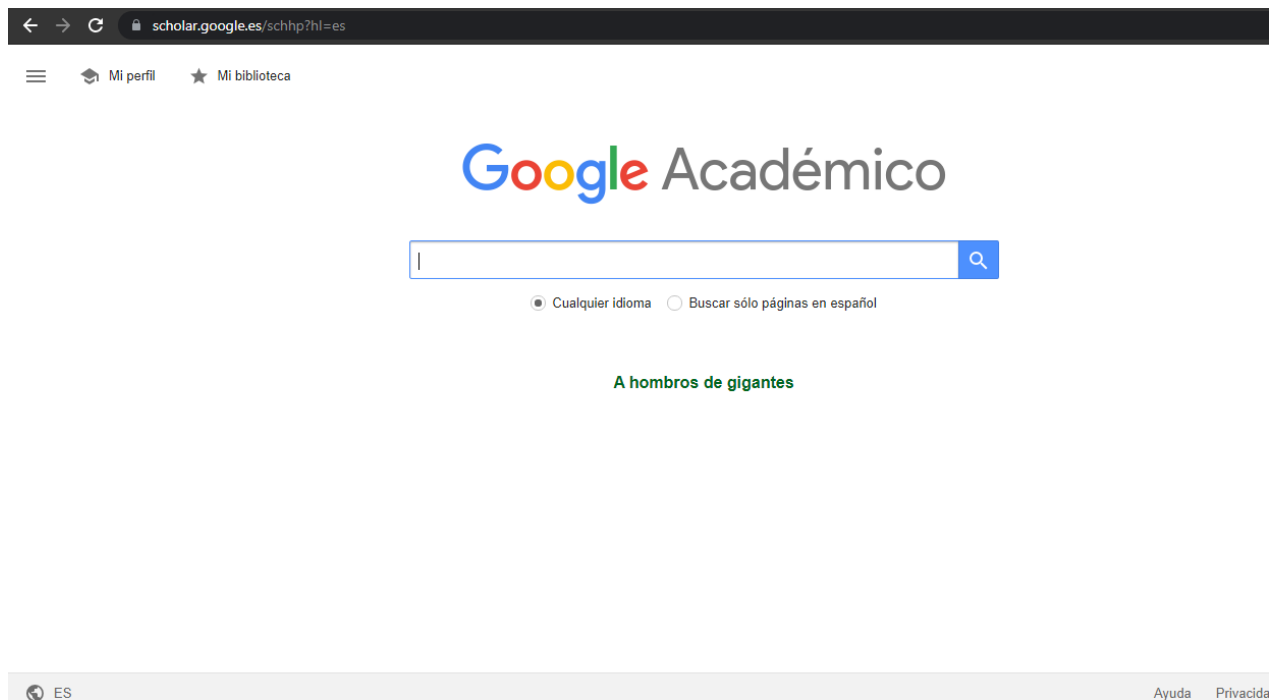 scholar.google.es/schhp?hl=es
Mi perfil Mi biblioteca
Google Académico
Cualquier idioma Buscar sólo páginas en español
A hombros de gigantes
ES Ayuda Privacida